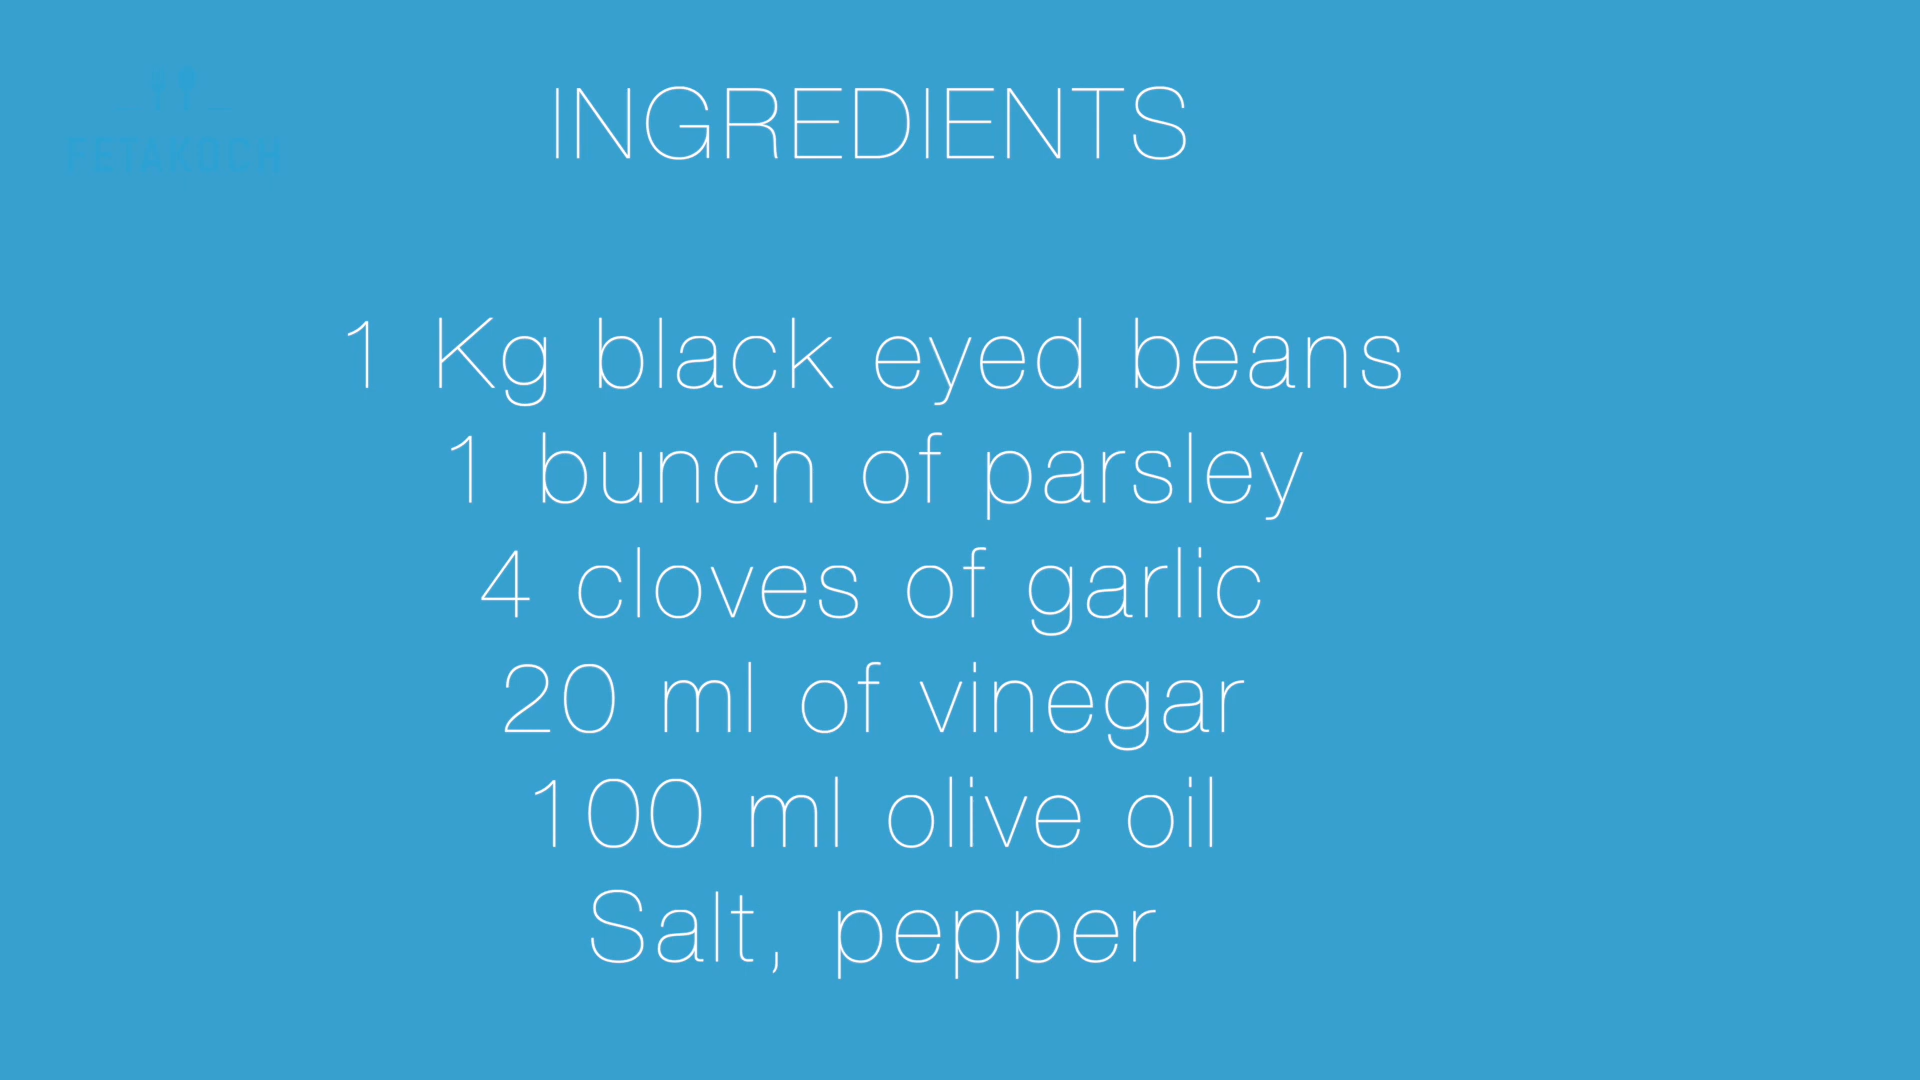 FETAKOCH
INGREDIENTS
1 Kg black eyed beans
1 bunch of parsley
4 cloves of garlic
20 ml of vinegar
100 ml olive oil
Salt, pepper